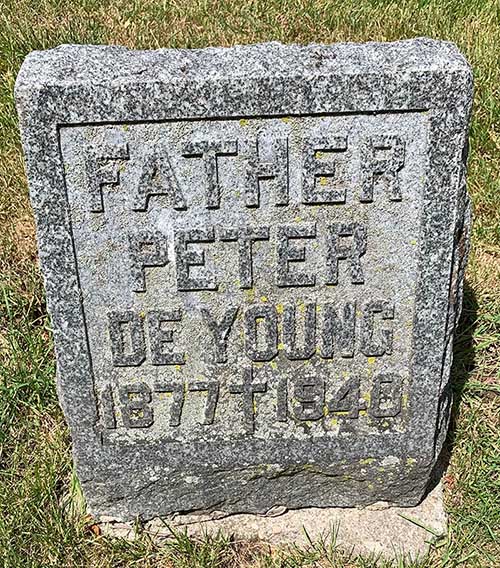 FATHER
PETER
DE YOUNG
1877†1940